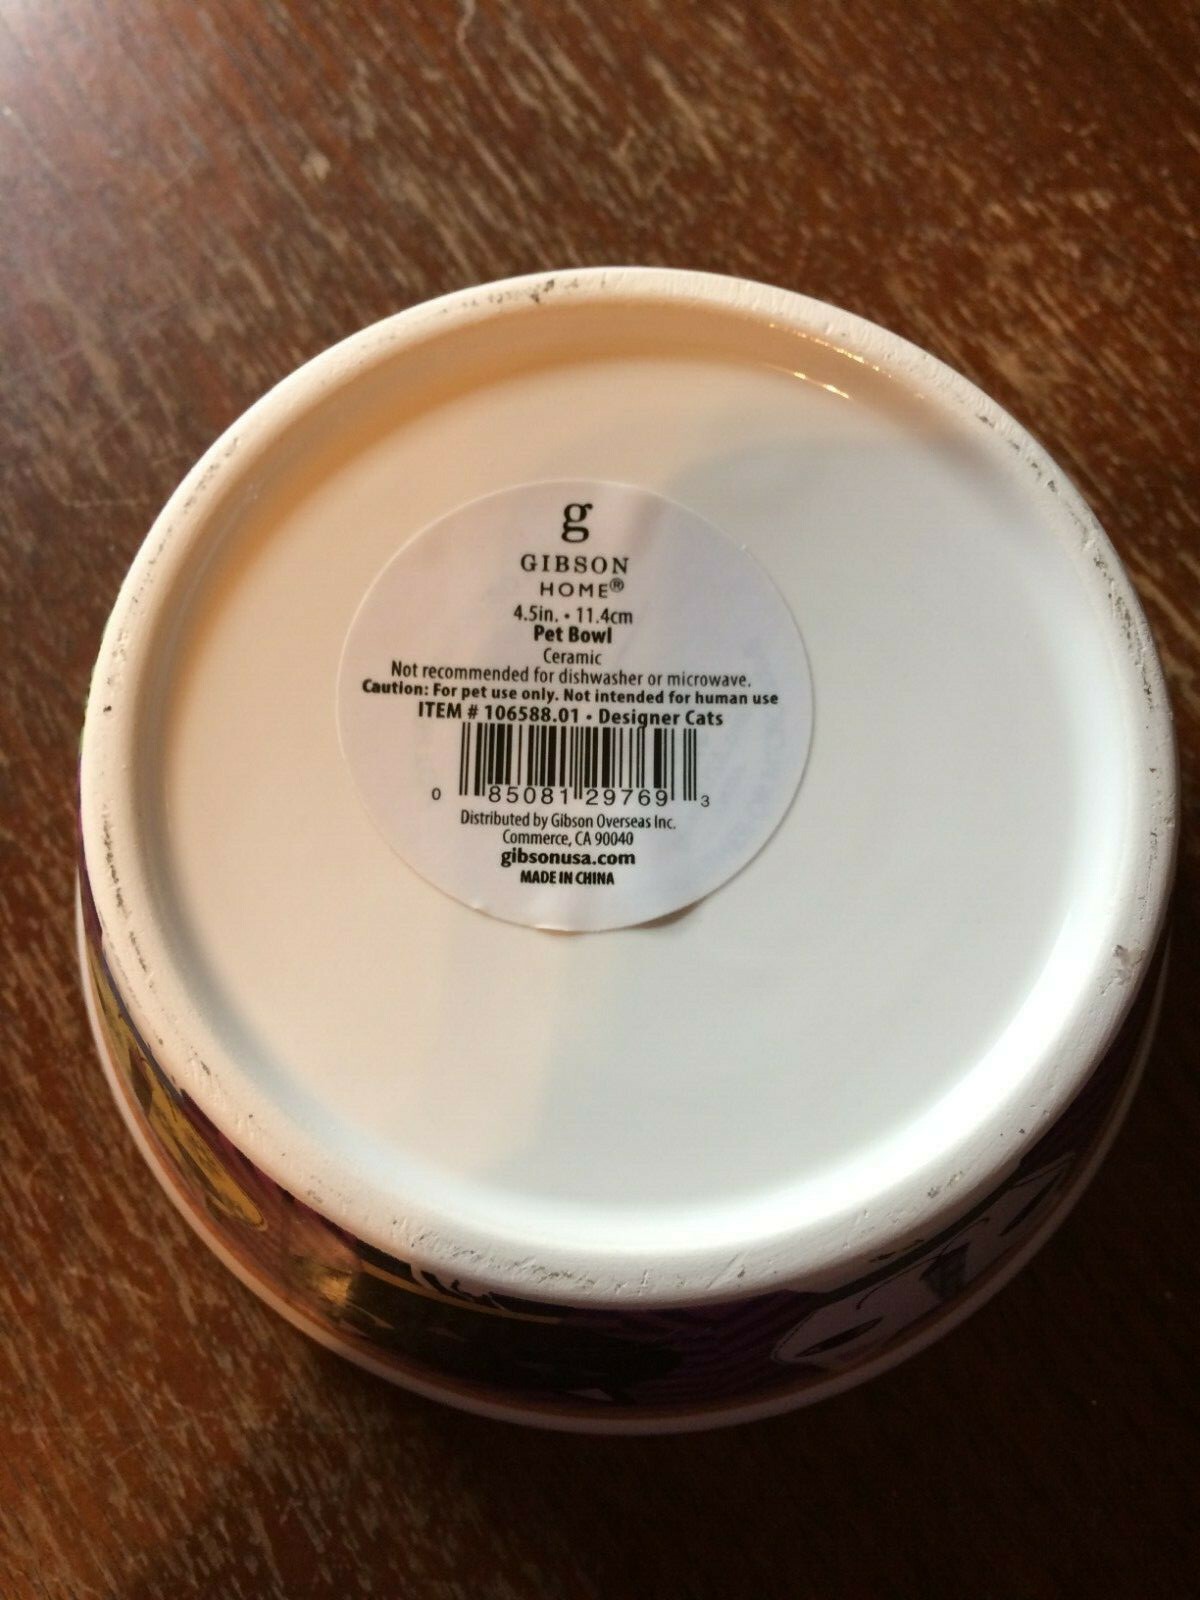 g
GIBSON
HOME®
4.5in. • 11.4cm
Pet Bowl
Ceramic
Not recommended for dishwasher or microwave.
Caution: For pet use only. Not intended for human use
ITEM # 106588.01 • Designer Cats
0 85081 29769 3
Distributed by Gibson Overseas Inc.
Commerce, CA 90040
gibsonusa.com
MADE IN CHINA